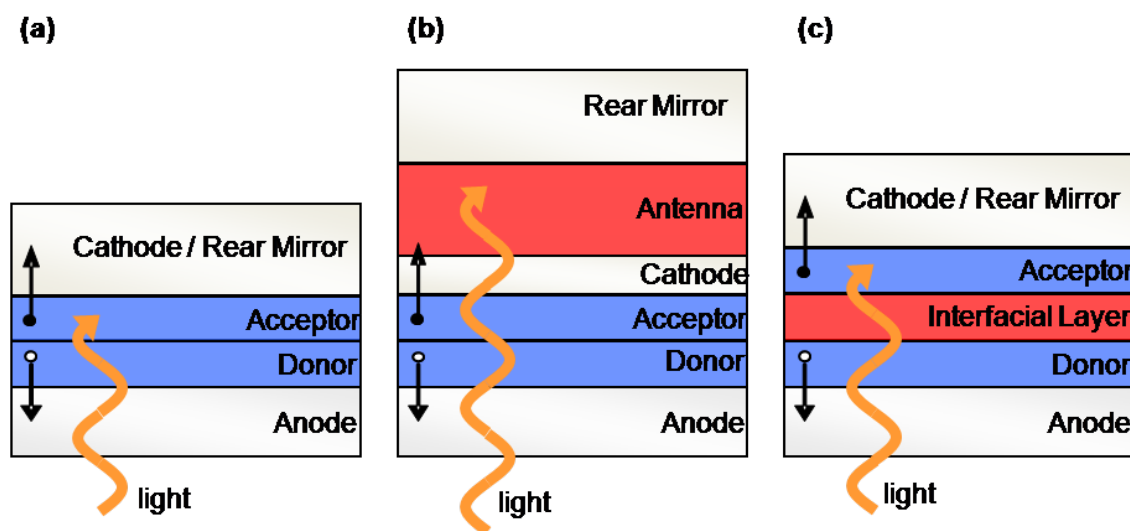 (a)
Cathode / Rear Mirror
Acceptor
Donor
Anode
light
(b)
Rear Mirror
Antenna
Cathode
Acceptor
Donor
Anode
light
(c)
Cathode / Rear Mirror
Acceptor
Interfacial Layer
Donor
Anode
light